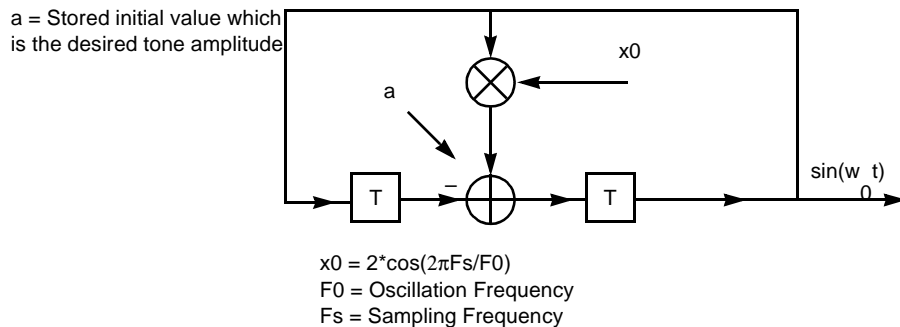 a = Stored initial value which
is the desired tone amplitude
x0
a
–
T
T
sin(w0 t)
x0 = 2*cos(2πFs/F0)
F0 = Oscillation Frequency
Fs = Sampling Frequency